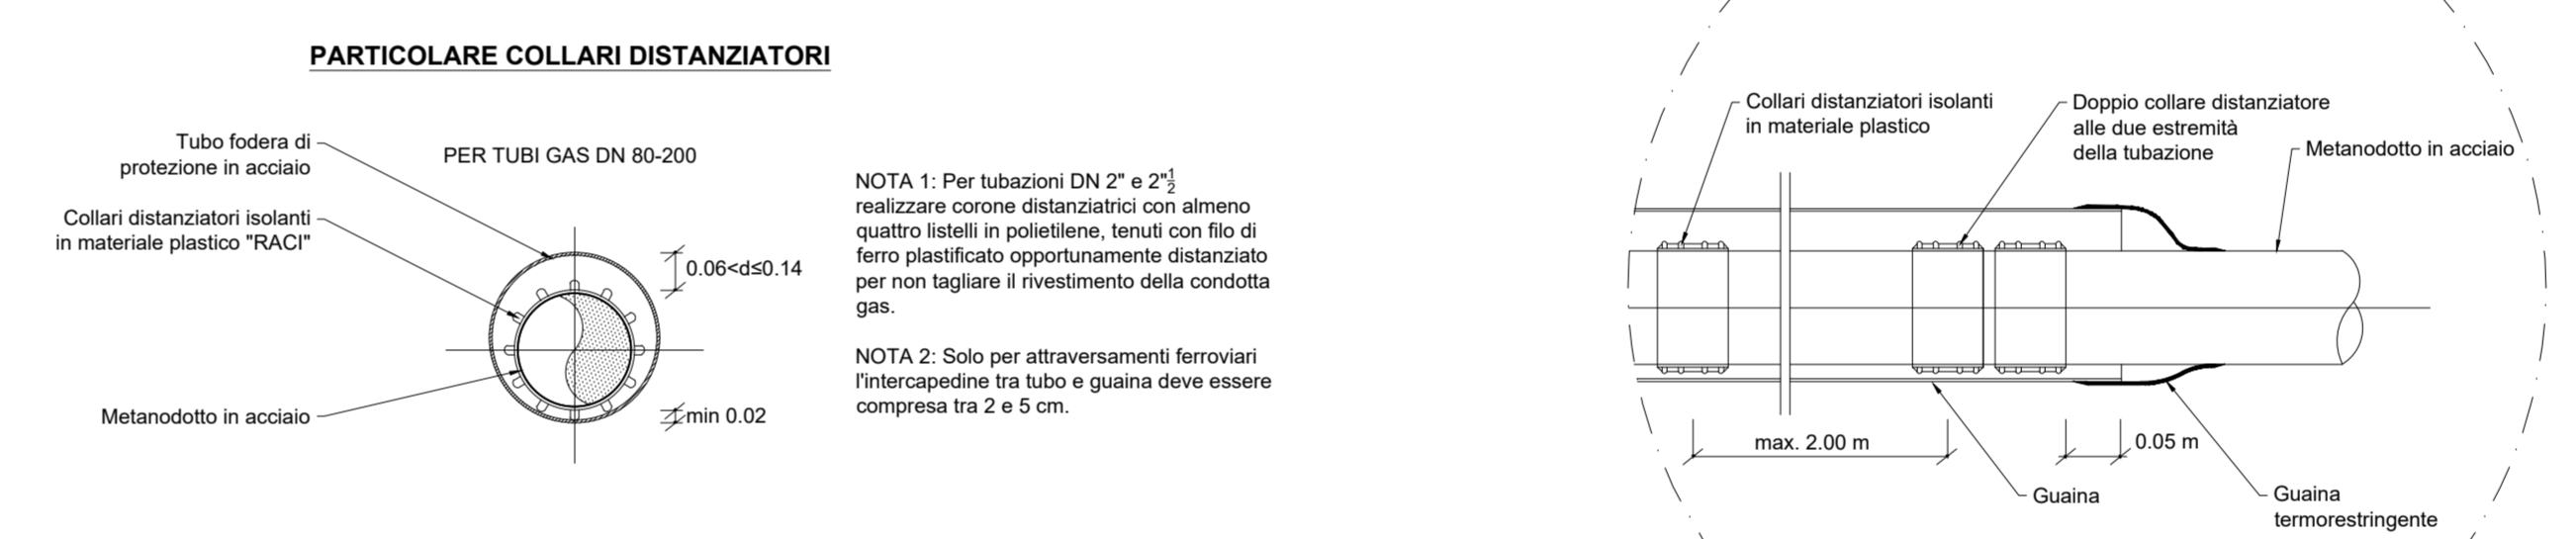 PARTICOLARE COLLARI DISTANZIATORI
Tubo fodera di
protezione in acciaio
PER TUBI GAS DN 80-200
Collari distanziatori isolanti
in materiale plastico "RACI"
0.06<d≤0.14
Metanodotto in acciaio
min 0.02
NOTA 1: Per tubazioni DN 2" e 2"½
realizzare corone distanziatrici con almeno
quattro listelli in polietilene, tenuti con filo di
ferro plastificato opportunamente distanziato
per non tagliare il rivestimento della condotta
gas.
NOTA 2: Solo per attraversamenti ferroviari
l'intercapedine tra tubo e guaina deve essere
compresa tra 2 e 5 cm.
Collari distanziatori isolanti
in materiale plastico
Doppio collare distanziatore
alle due estremità
della tubazione
Metanodotto in acciaio
max. 2.00 m
0.05 m
Guaina
Guaina
termorestringente